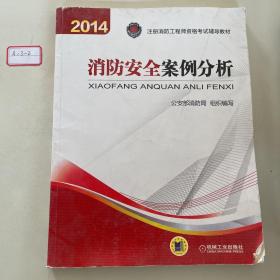 2014
注册消防工程师资格考试辅导教材
消防安全案例分析
XIAOFANG ANQUAN ANLI FENXI
公安部消防局 组织编写
机械工业出版社